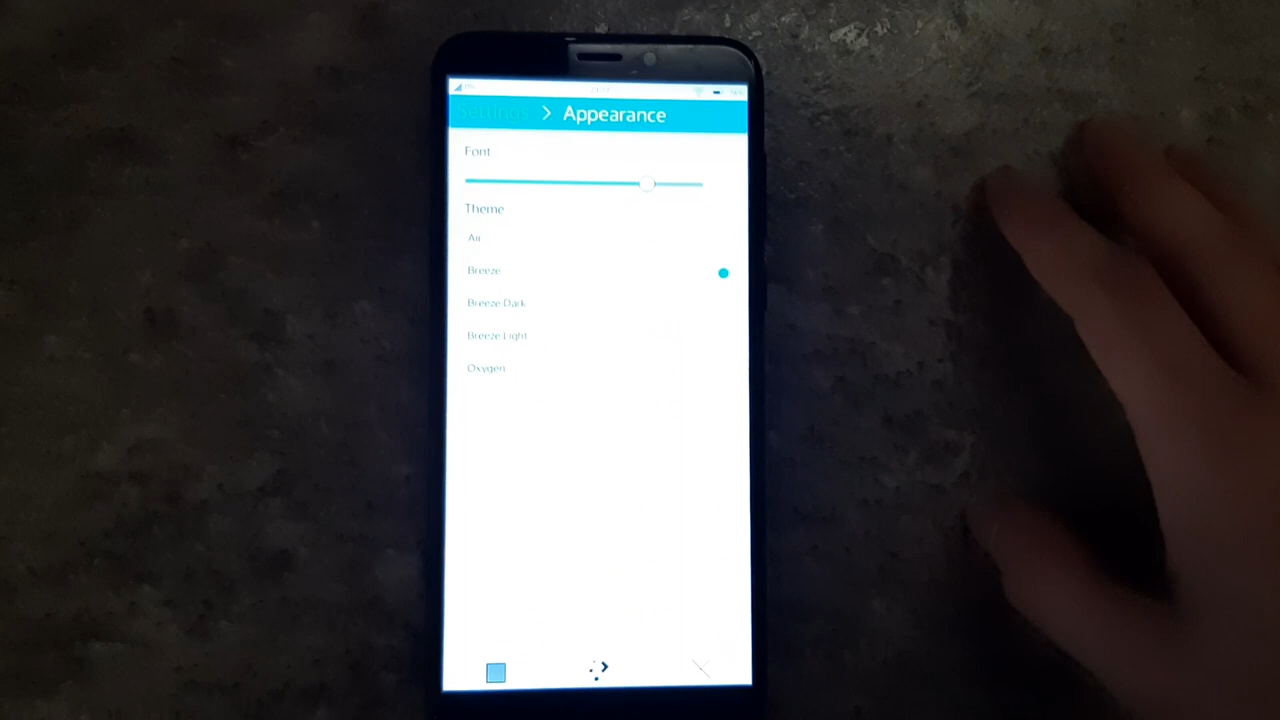 Settings > Appearance
Font
Theme
Air
Breeze
Breeze Dark
Breeze Light
Oxygen